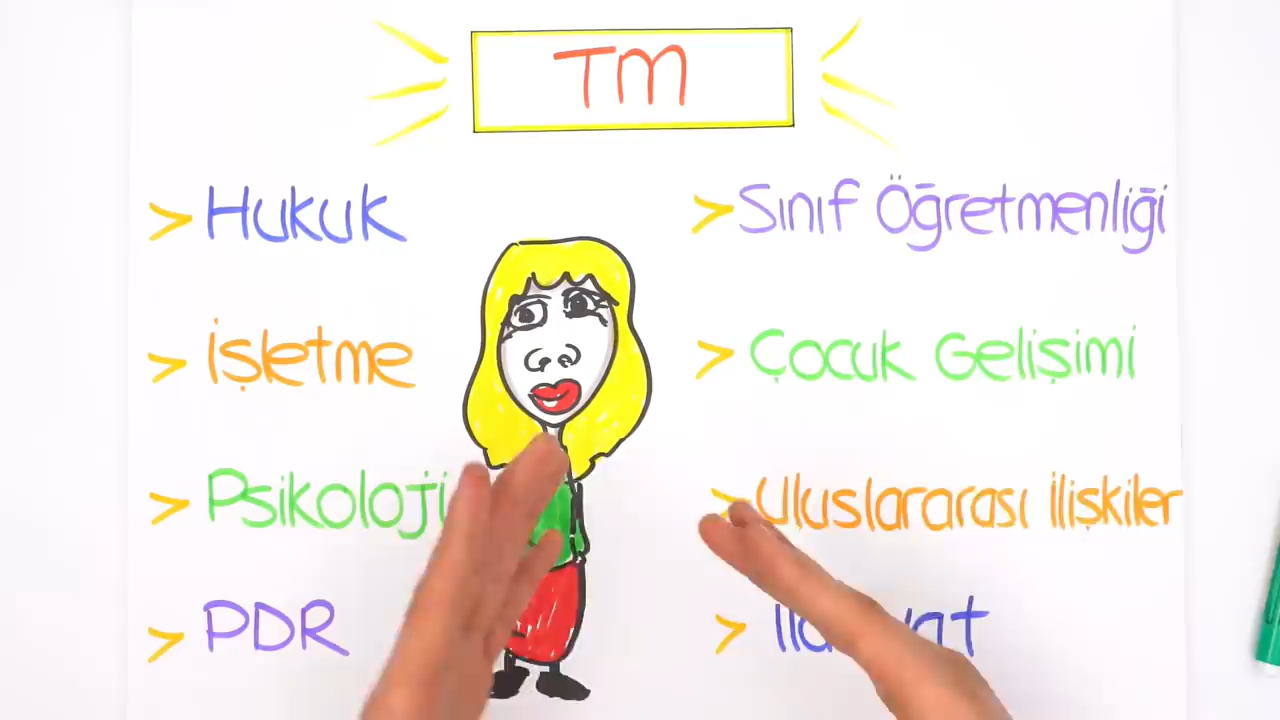 TM
> Hukuk
> İşletme
> Psikoloji
> PDR
> Sınıf Öğretmenliği
> Çocuk Gelişimi
> Uluslararası İlişkiler
>